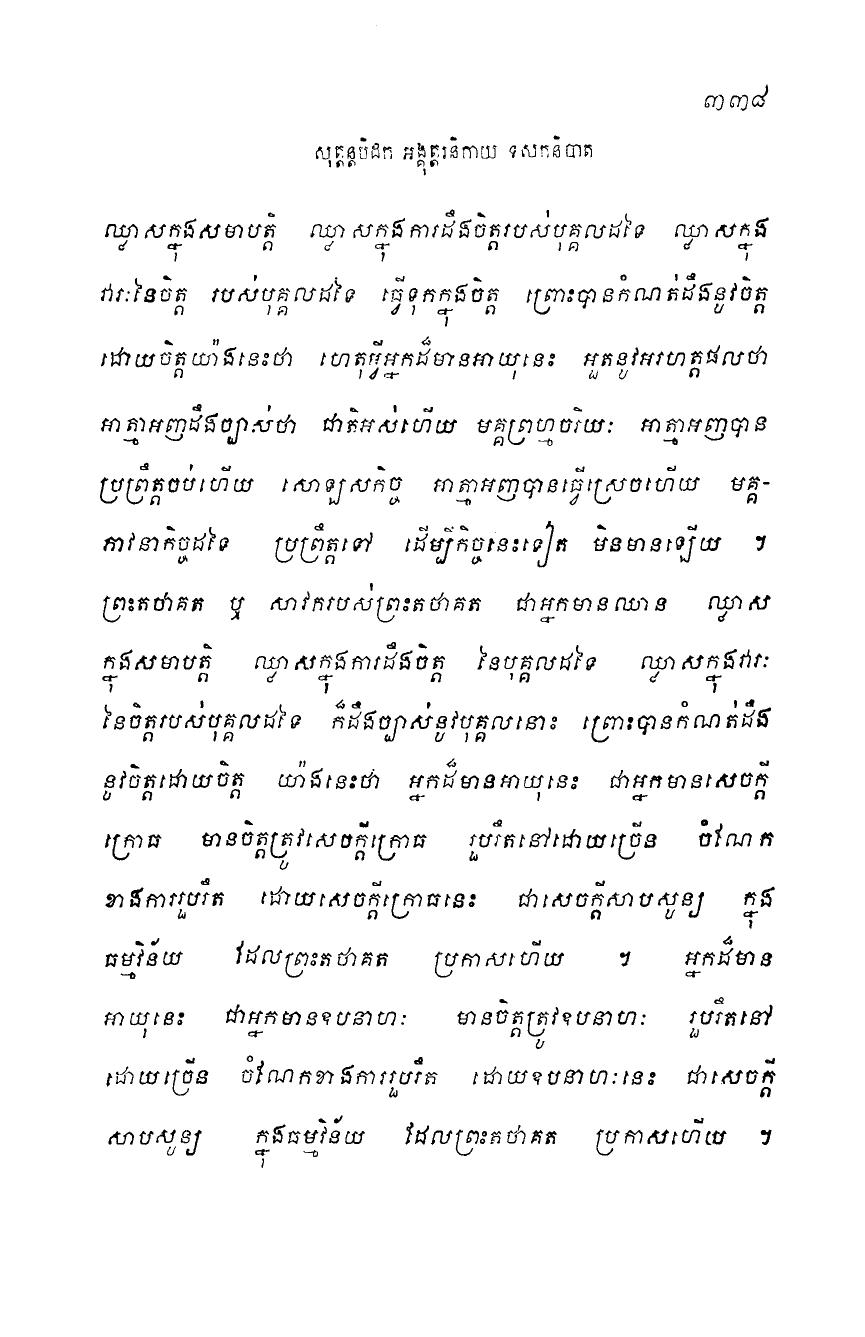 ៣៣៨
សុត្តន្តបិដក អង្គុត្តរនិកាយ ទសកនិបាត
ឈ្លាសក្នុងសមាបត្តិ ឈ្លាសក្នុងការដឹងចិត្តរបស់បុគ្គលដទៃ ឈ្លាសក្នុង
វារៈនៃចិត្ត របស់បុគ្គលដទៃ ធ្វើទុកក្នុងចិត្ត ព្រោះបានកំណត់ដឹងនូវចិត្ត
ដោយចិត្តយ៉ាងនេះថា ហេតុអ្វីអ្នកដ៏មានអាយុនេះ អួតនូវអរហត្តផលថា
អាត្មាអញដឹងច្បាស់ថា ជាតិអស់ហើយ មគ្គព្រហ្មចរិយៈ អាត្មាអញបាន
ប្រព្រឹត្តចប់ហើយ សោឡសកិច្ច អាត្មាអញបានធ្វើស្រេចហើយ មគ្គ-
ភាវនាកិច្ចដទៃ ប្រព្រឹត្តទៅ ដើម្បីកិច្ចនេះទៀត មិនមានឡើយ ។
ព្រះតថាគត ឬ សាវករបស់ព្រះតថាគត ជាអ្នកមានឈាន ឈ្លាស
ក្នុងសមាបត្តិ ឈ្លាសក្នុងការដឹងចិត្ត នៃបុគ្គលដទៃ ឈ្លាសក្នុងវារៈ
នៃចិត្តរបស់បុគ្គលដទៃ ក៏ដឹងច្បាស់នូវបុគ្គលនោះ ព្រោះបានកំណត់ដឹង
នូវចិត្តដោយចិត្ត យ៉ាងនេះថា អ្នកដ៏មានអាយុនេះ ជាអ្នកមានសេចក្តី
ក្រោធ មានចិត្តត្រូវសេចក្តីក្រោធ រួបរឹតនៅដោយច្រើន ចំណែក
ខាងការរួបរឹត ដោយសេចក្តីក្រោធនេះ ជាសេចក្តីសាបសូន្យ ក្នុង
ធម្មវិន័យ ដែលព្រះតថាគត ប្រកាសហើយ ។ អ្នកដ៏មាន
អាយុនេះ ជាអ្នកមានឧបនាហៈ មានចិត្តត្រូវឧបនាហៈ រួបរឹតនៅ
ដោយច្រើន ចំណែកខាងការរួបរឹត ដោយឧបនាហៈនេះ ជាសេចក្តី
សាបសូន្យ ក្នុងធម្មវិន័យ ដែលព្រះតថាគត ប្រកាសហើយ ។